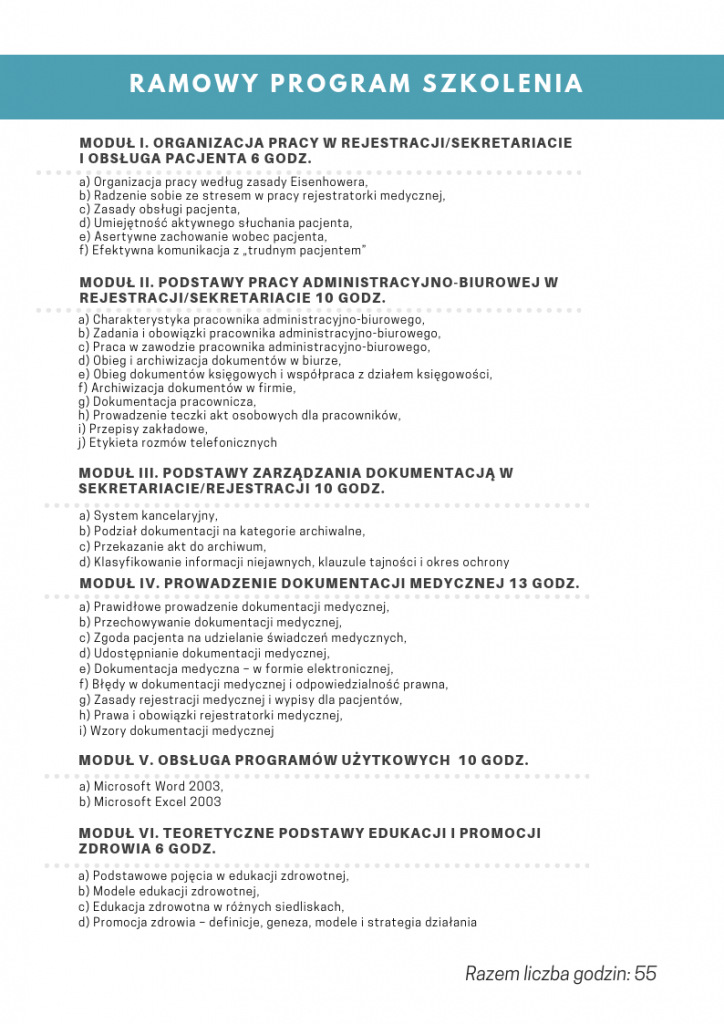 RAMOWY PROGRAM SZKOLENIA
MODUŁ I. ORGANIZACJA PRACY W REJESTRACJI/SEKRETARIACIE
I OBSŁUGA PACJENTA 6 GODZ.
a) Organizacja pracy według zasady Eisenhowera,
b) Radzenie sobie ze stresem w pracy rejestratorki medycznej,
c) Zasady obsługi pacjenta,
d) Umiejętność aktywnego słuchania pacjenta,
e) Asertywne zachowanie wobec pacjenta,
f) Efektywna komunikacja z „trudnym pacjentem”
MODUŁ II. PODSTAWY PRACY ADMINISTRACYJNO-BIUROWEJ W
REJESTRACJI/SEKRETARIACIE 10 GODZ.
a) Charakterystyka pracownika administracyjno-biurowego,
b) Zadania i obowiązki pracownika administracyjno-biurowego,
c) Praca w zawodzie pracownika administracyjno-biurowego,
d) Obieg i archiwizacja dokumentów w biurze,
e) Obieg dokumentów księgowych i współpraca z działem księgowości,
f) Archiwizacja dokumentów w firmie,
g) Dokumentacja pracownicza,
h) Prowadzenie teczki akt osobowych dla pracowników,
i) Przepisy zakładowe,
j) Etykieta rozmów telefonicznych
MODUŁ III. PODSTAWY ZARZĄDZANIA DOKUMENTACJĄ W
SEKRETARIACIE/REJESTRACJI 10 GODZ.
a) System kancelaryjny,
b) Podział dokumentacji na kategorie archiwalne,
c) Przekazanie akt do archiwum,
d) Klasyfikowanie informacji niejawnych, klauzule tajności i okres ochrony
MODUŁ IV. PROWADZENIE DOKUMENTACJI MEDYCZNEJ 13 GODZ.
a) Prawidłowe prowadzenie dokumentacji medycznej,
b) Przechowywanie dokumentacji medycznej,
c) Zgoda pacjenta na udzielanie świadczeń medycznych,
d) Udostępnianie dokumentacji medycznej,
e) Dokumentacja medyczna – w formie elektronicznej,
f) Błędy w dokumentacji medycznej i odpowiedzialność prawna,
g) Zasady rejestracji medycznej i wypisy dla pacjentów,
h) Prawa i obowiązki rejestratorki medycznej,
i) Wzory dokumentacji medycznej
MODUŁ V. OBSŁUGA PROGRAMÓW UŻYTKOWYCH 10 GODZ.
a) Microsoft Word 2003,
b) Microsoft Excel 2003
MODUŁ VI. TEORETYCZNE PODSTAWY EDUKACJI I PROMOCJI
ZDROWIA 6 GODZ.
a) Podstawowe pojęcia w edukacji zdrowotnej,
b) Modele edukacji zdrowotnej,
c) Edukacja zdrowotna w różnych siedliskach,
d) Promocja zdrowia – definicje, geneza, modele i strategia działania
Razem liczba godzin: 55